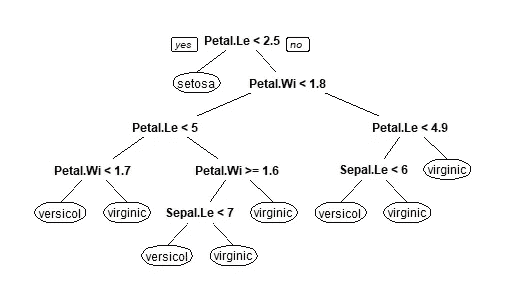 yes Petal.Le < 2.5 no
setosa
Petal.Wi < 1.8
Petal.Le < 5
Petal.Le < 4.9
Petal.Wi < 1.7
Petal.Wi >= 1.6
Sepal.Le < 6
virginic
versicol
virginic
Sepal.Le < 7
virginic
versicol
virginic
versicol
virginic